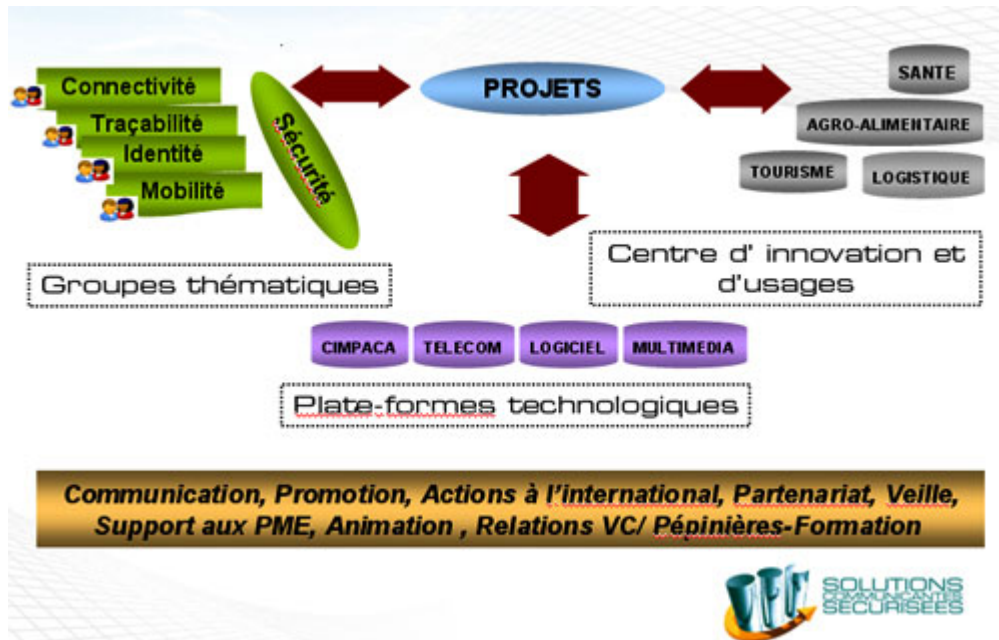 Connectivité
Traçabilité
Identité
Mobilité
Sécurité
Groupes thématiques
PROJETS
SANTE
AGRO-ALIMENTAIRE
TOURISME
LOGISTIQUE
Centre d' innovation et
d'usages
CIMPACA
TELECOM
LOGICIEL
MULTIMEDIA
Plate-formes technologiques
Communication, Promotion, Actions à l'international, Partenariat, Veille,
Support aux PME, Animation , Relations VC/ Pépinières-Formation
SOLUTIONS
COMMUNICANTES
SECURISEES